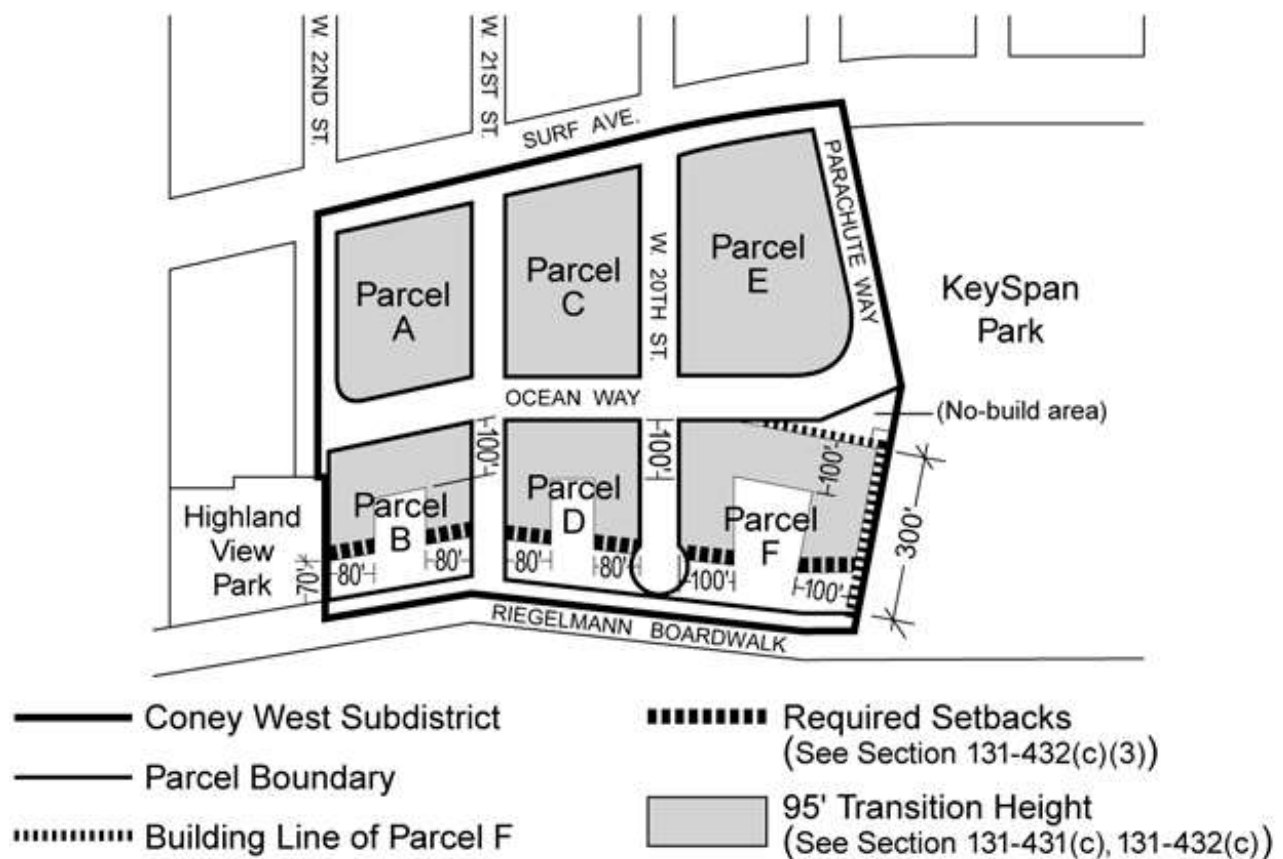 W. 22ND ST.
W. 21ST ST.
SURF AVE.
PARACHUTE WAY
Parcel
A
Parcel
C
W. 20TH ST.
Parcel
E
KeySpan
Park
OCEAN WAY
(No-build area)
100'
100'
100'
300'
Highland
View
Park
Parcel
B
Parcel
D
Parcel
F
70'
80'
80'
80'
80'
100'
100'
RIEGELMANN BOARDWALK
Coney West Subdistrict
Parcel Boundary
Building Line of Parcel F
Required Setbacks
(See Section 131-432(c)(3))
95' Transition Height
(See Section 131-431(c), 131-432(c))